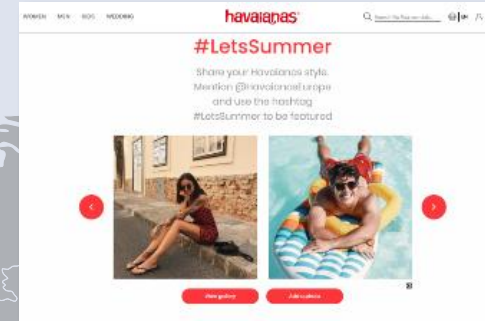 WOMEN MEN KIDS WEDDING
havaianas
#LetsSummer
Share your Havaianas style.
Mention @HavaianasEurope
and use the hashtag
#LetsSummer to be featured
View gallery
Add a photo